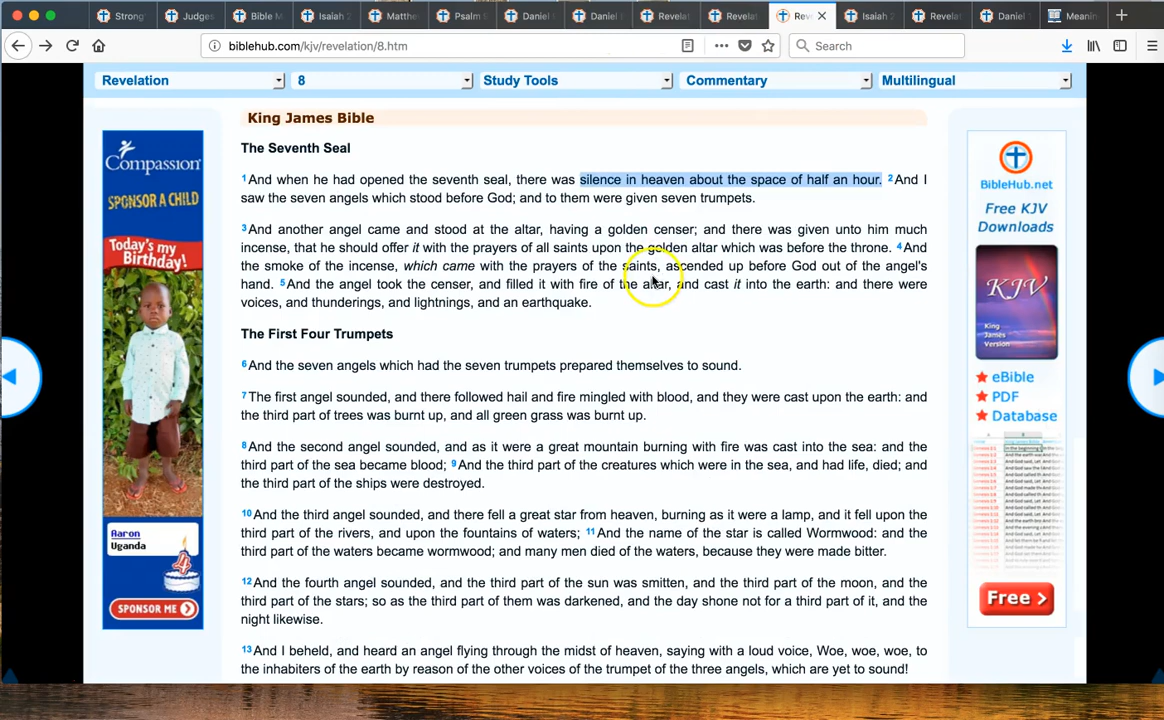 Strong
Judges
Bible M
Isaiah 2
Matthe
Psalm
Daniel
Daniel
Revelat
Revelat
Rev
Isaiah 2
Revelat
Daniel
Meanin
biblehub.com/kjv/revelation/8.htm
Search
Revelation
8
Study Tools
Commentary
Multilingual
King James Bible
The Seventh Seal
1And when he had opened the seventh seal, there was silence in heaven about the space of half an hour. 2And I
saw the seven angels which stood before God; and to them were given seven trumpets.
3And another angel came and stood at the altar, having a golden censer; and there was given unto him much
incense, that he should offer it with the prayers of all saints upon the golden altar which was before the throne. 4And
the smoke of the incense, which came with the prayers of the saints, ascended up before God out of the angel's
hand. 5And the angel took the censer, and filled it with fire of the altar, and cast it into the earth: and there were
voices, and thunderings, and lightnings, and an earthquake.
The First Four Trumpets
6And the seven angels which had the seven trumpets prepared themselves to sound.
7The first angel sounded, and there followed hail and fire mingled with blood, and they were cast upon the earth: and
the third part of trees was burnt up, and all green grass was burnt up.
8And the second angel sounded, and as it were a great mountain burning with fire was cast into the sea: and the
third part of the sea became blood; 9And the third part of the creatures which were in the sea, and had life, died; and
the third part of the ships were destroyed.
10And the third angel sounded, and there fell a great star from heaven, burning as it were a lamp, and it fell upon the
third part of the rivers, and upon the fountains of waters; 11And the name of the star is called Wormwood: and the
third part of the waters became wormwood; and many men died of the waters, because they were made bitter.
12And the fourth angel sounded, and the third part of the sun was smitten, and the third part of the moon, and the
third part of the stars; so as the third part of them was darkened, and the day shone not for a third part of it, and the
night likewise.
13And I beheld, and heard an angel flying through the midst of heaven, saying with a loud voice, Woe, woe, woe, to
the inhabiters of the earth by reason of the other voices of the trumpet of the three angels, which are yet to sound!
Compassion
SPONSOR A CHILD
Today's my
Birthday!
Aaron
Uganda
4
SPONSOR ME
BibleHub.net
Free KJV
Downloads
KJV
King
James
Version
eBible
PDF
Database
Free >